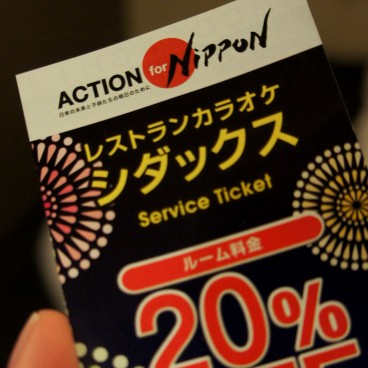 ACTION for NIPPON
日本の未来と子供たちの明日のために
レストランカラオケ
シダックス
Service Ticket
ルーム料金
20%